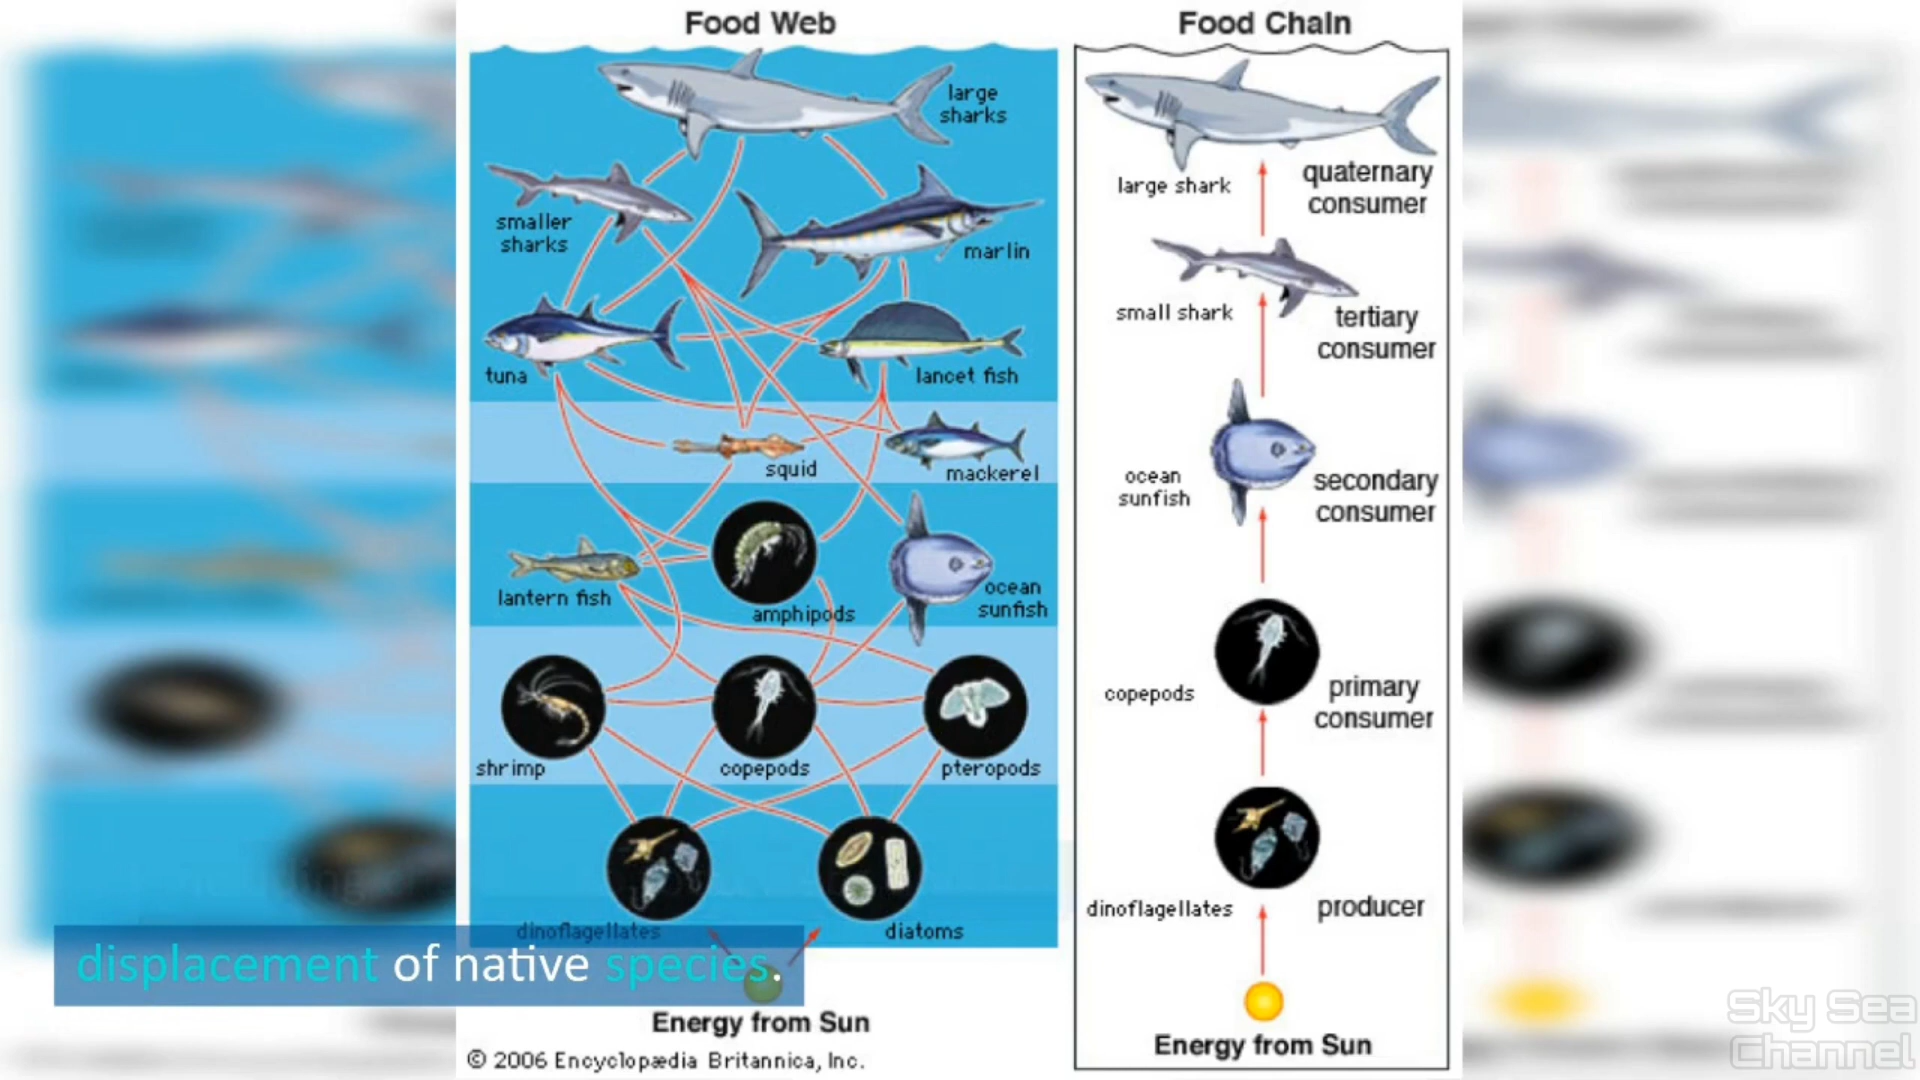 Food Web
large
sharks
smaller
sharks
marlin
tuna
lancet fish
squid
mackerel
lantern fish
amphipods
ocean
sunfish
shrimp
copepods
pteropods
dinoflagellates
diatoms
Energy from Sun
© 2006 Encyclopædia Britannica, Inc.
Food Chain
large shark
quaternary
consumer
small shark
tertiary
consumer
ocean
sunfish
secondary
consumer
copepods
primary
consumer
dinoflagellates
producer
Energy from Sun
displacement of native species.
Sky Sea
Channel